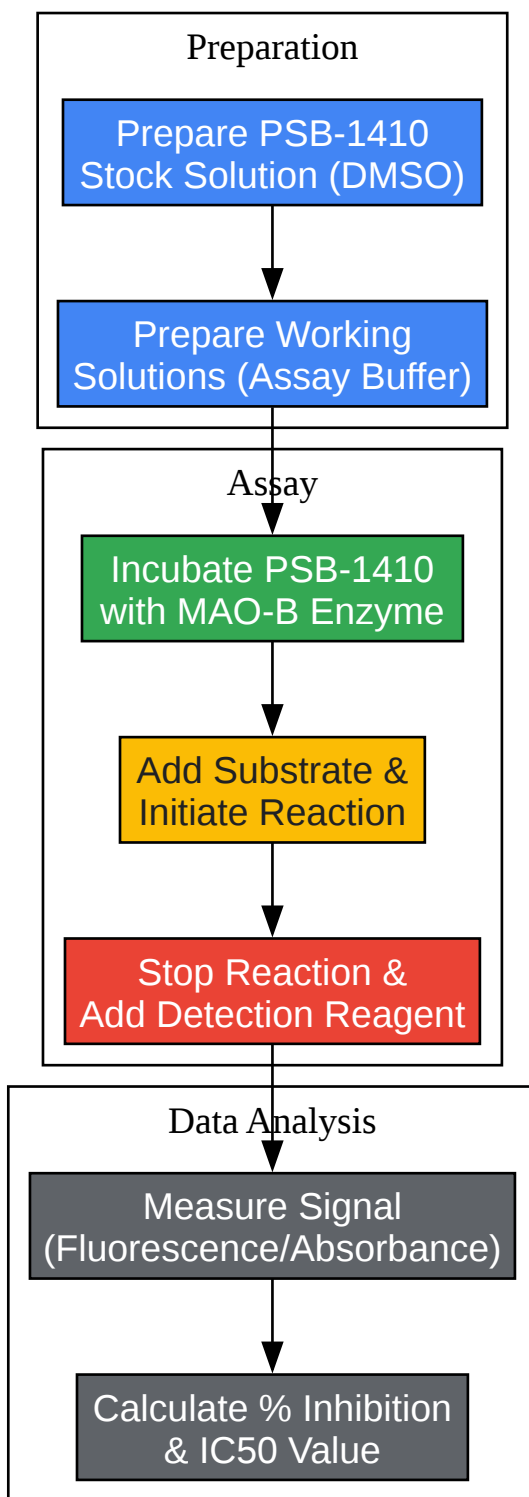 Preparation
Prepare PSB-1410
Stock Solution (DMSO)
Prepare Working
Solutions (Assay Buffer)
Assay
Incubate PSB-1410
with MAO-B Enzyme
Add Substrate &
Initiate Reaction
Stop Reaction &
Add Detection Reagent
Data Analysis
Measure Signal
(Fluorescence/Absorbance)
Calculate % Inhibition
& IC50 Value